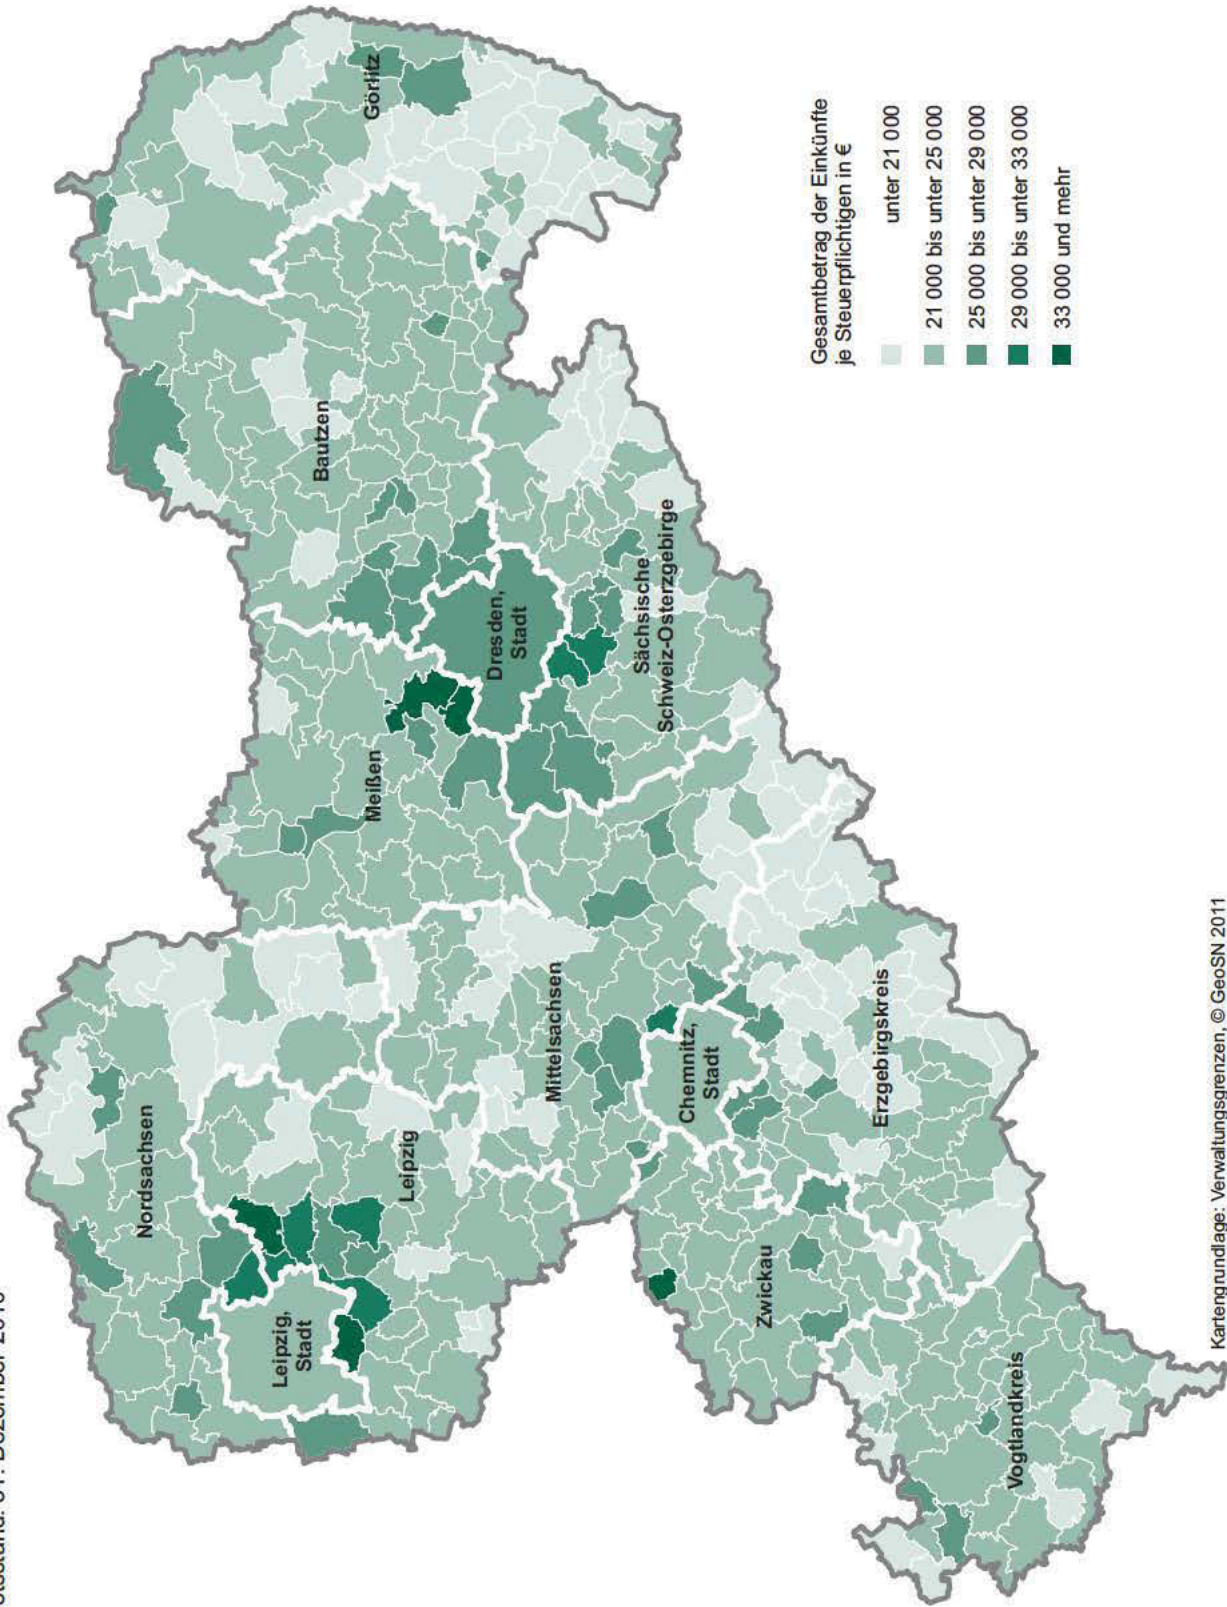 Gesamtbetrag der Einkünfte
je Steuerpflichtigen in €
unter 21 000
21 000 bis unter 25 000
25 000 bis unter 29 000
29 000 bis unter 33 000
33 000 und mehr
Nordsachsen
Leipzig,
Stadt
Leipzig
Meißen
Bautzen
Görlitz
Dresden,
Stadt
Mittelsachsen
Sächsische
Schweiz-Osterzgebirge
Chemnitz,
Stadt
Zwickau
Erzgebirgskreis
Vogtlandkreis
Kartengrundlage: Verwaltungsgrenzen, © GeoSN 2011